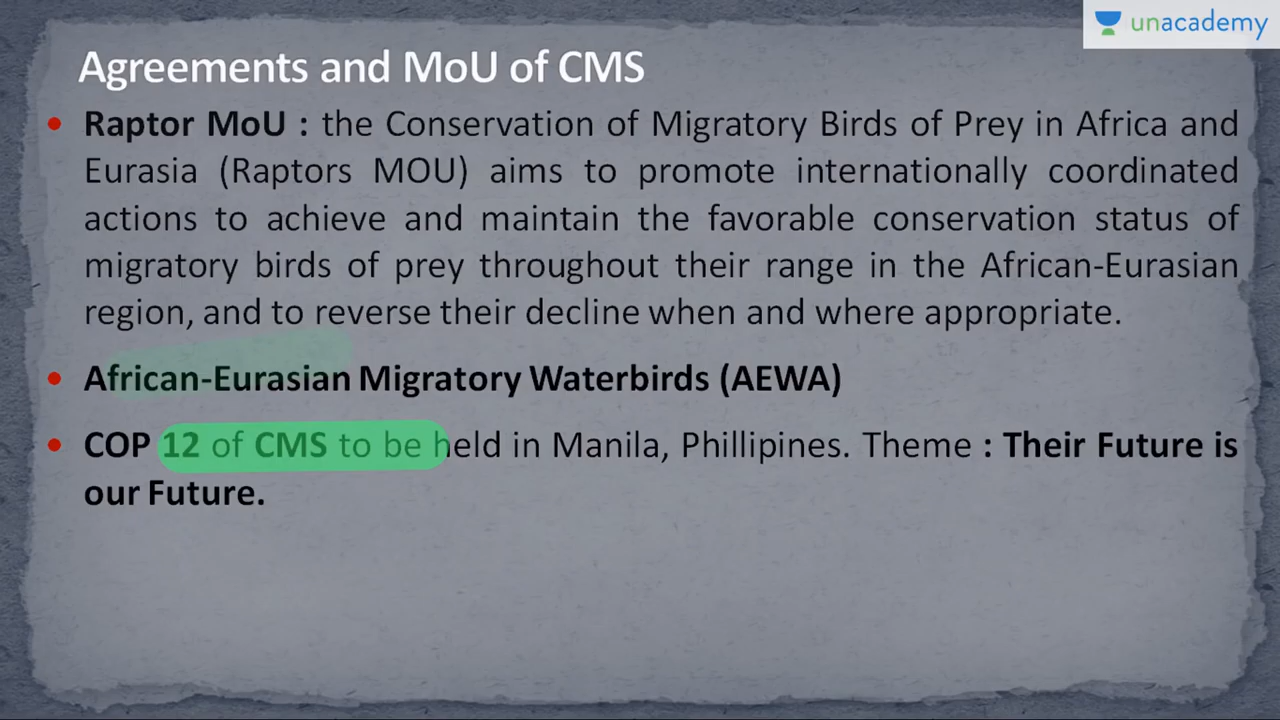 unacademy
Agreements and MoU of CMS
• Raptor MoU : the Conservation of Migratory Birds of Prey in Africa and
Eurasia (Raptors MOU) aims to promote internationally coordinated
actions to achieve and maintain the favorable conservation status of
migratory birds of prey throughout their range in the African-Eurasian
region, and to reverse their decline when and where appropriate.
• African-Eurasian Migratory Waterbirds (AEWA)
• COP 12 of CMS to be held in Manila, Phillipines. Theme : Their Future is
our Future.